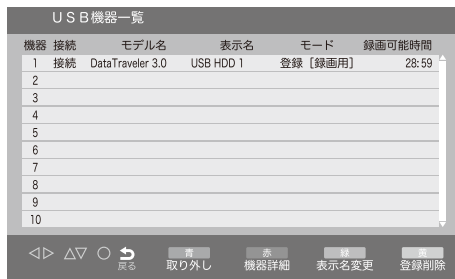 ＵＳＢ機器一覧
機器 接続 モデル名 表示名 モード 録画可能時間
1 接続 DataTraveler 3.0 USB HDD 1 登録［録画用］ 28:59
2
3
4
5
6
7
8
9
10
戻る
青 赤 緑 黄
取り外し 機器詳細 表示名変更 登録削除